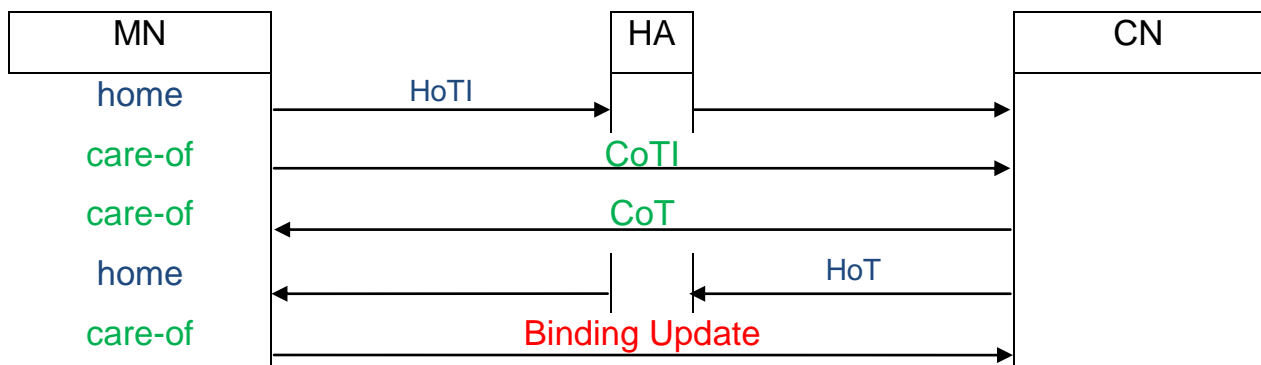 MN HA CN
home HoTI
care-of CoTI
care-of CoT
home HoT
care-of Binding Update